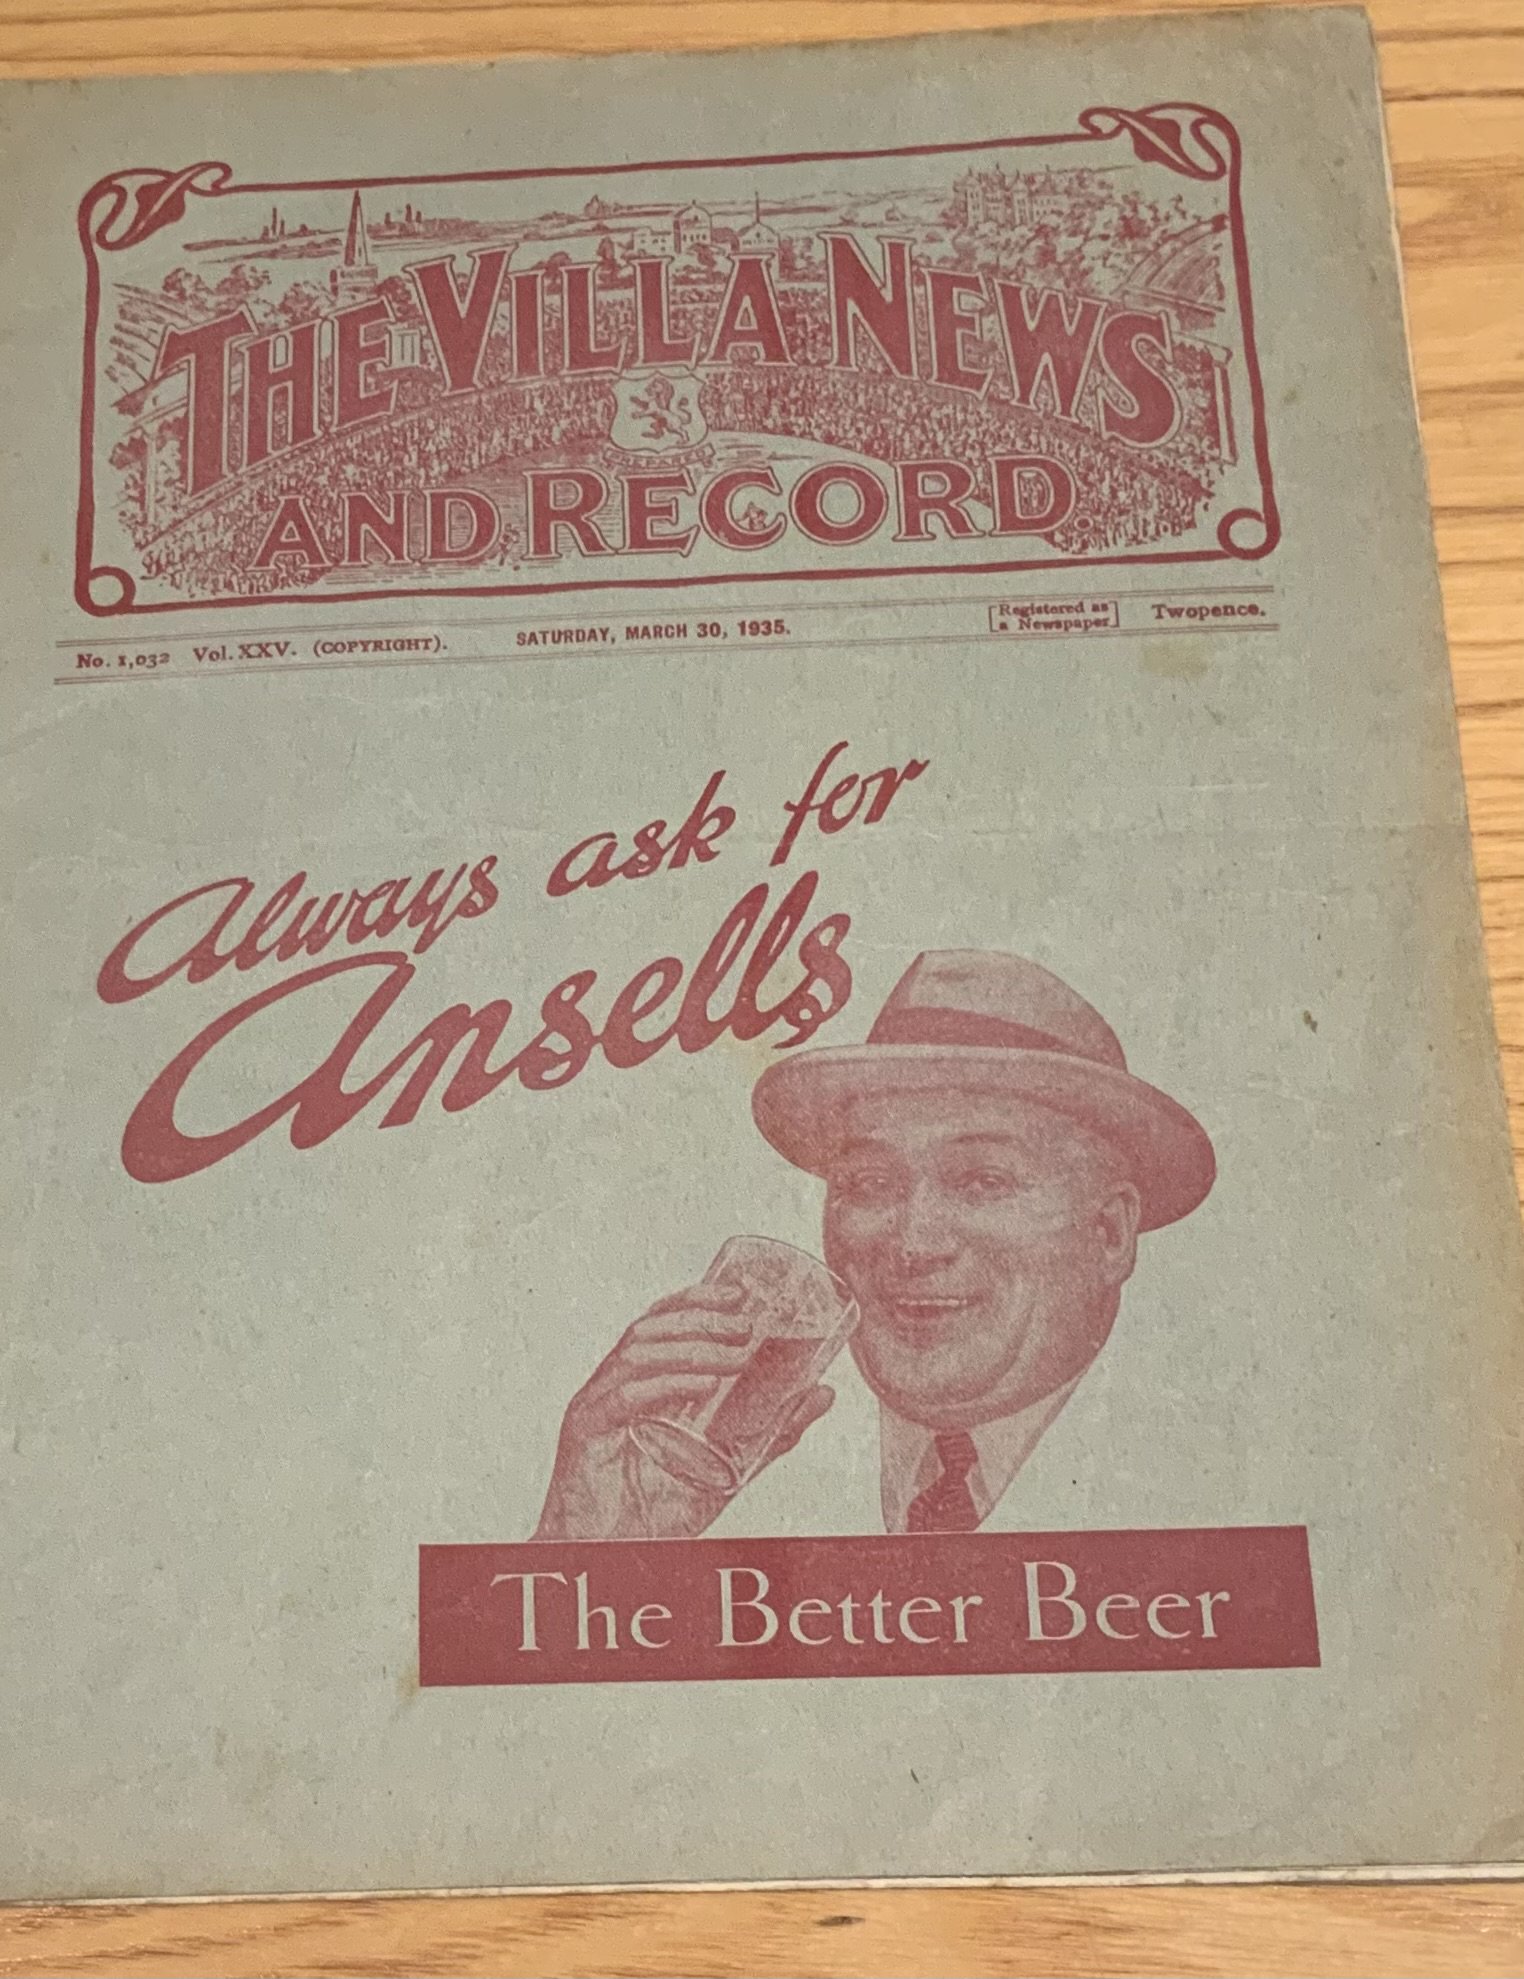 THE VILLA NEWS
PREPARED
AND RECORD.
No. 1,032 Vol. XXV. (COPYRIGHT). SATURDAY, MARCH 30, 1935. [Registered as a Newspaper] Twopence.
Always ask for
Ansells
The Better Beer